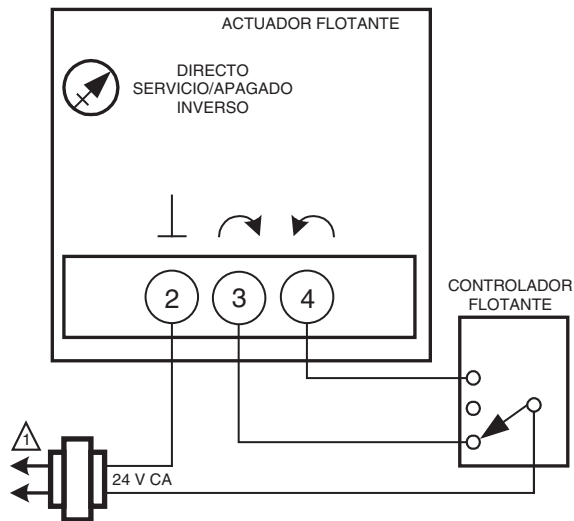 ACTUADOR FLOTANTE
DIRECTO
SERVICIO/APAGADO
INVERSO
2 3 4
CONTROLADOR
FLOTANTE
1
24 V CA